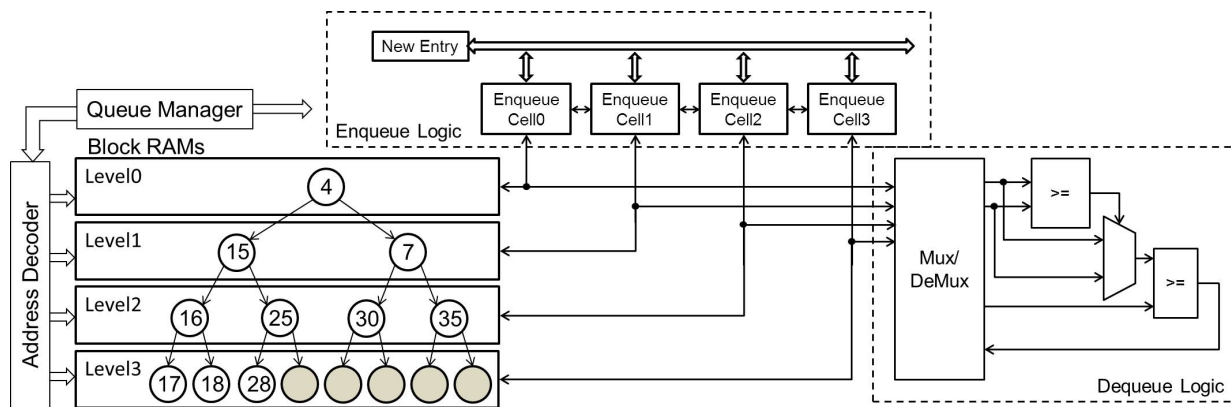 New Entry
Enqueue
Cell0
Enqueue
Cell1
Enqueue
Cell2
Enqueue
Cell3
Enqueue Logic
Queue Manager
Block RAMs
Address Decoder
Level0
4
Level1
15
7
Level2
16
25
30
35
Level3
17
18
28
Mux/
DeMux
>=
>=
Dequeue Logic